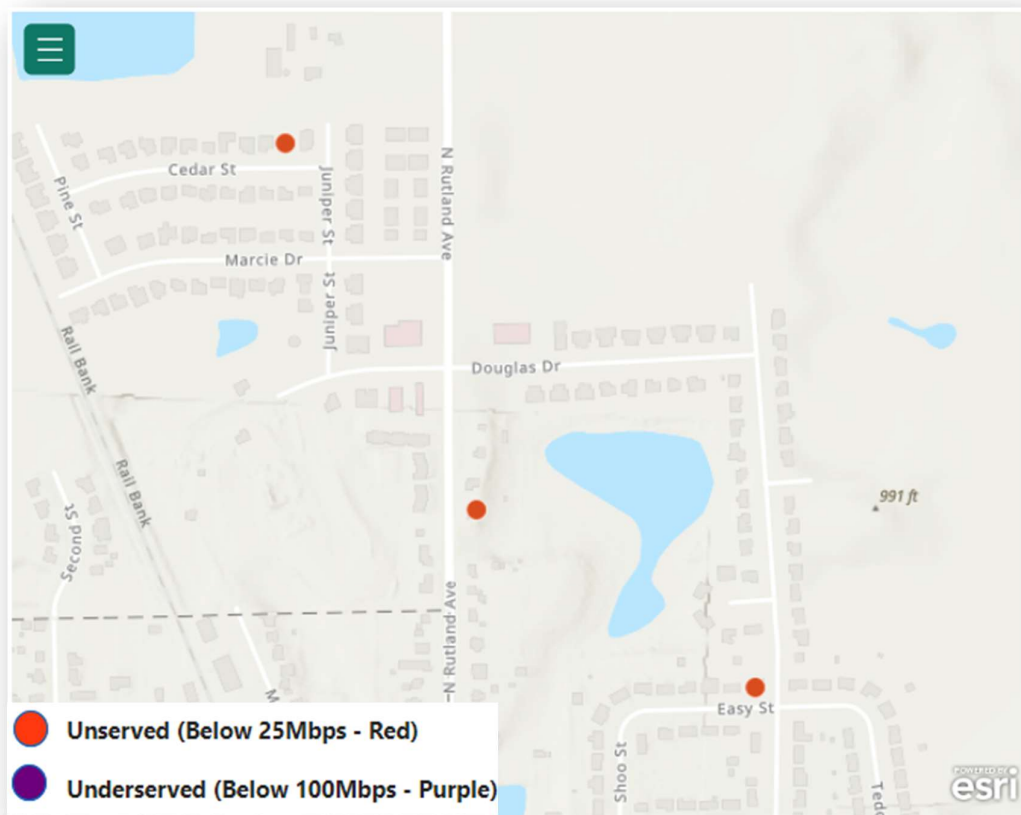 Cedar St
Pine St
Juniper St
N Rutland Ave
Marcie Dr
Juniper St
Rail Bank
Douglas Dr
Rail Bank
991 ft
Second St
N Rutland Ave
M
Easy St
Shoo St
Tedd
Unserved (Below 25Mbps - Red)
Underserved (Below 100Mbps - Purple)
POWERED BY
esri